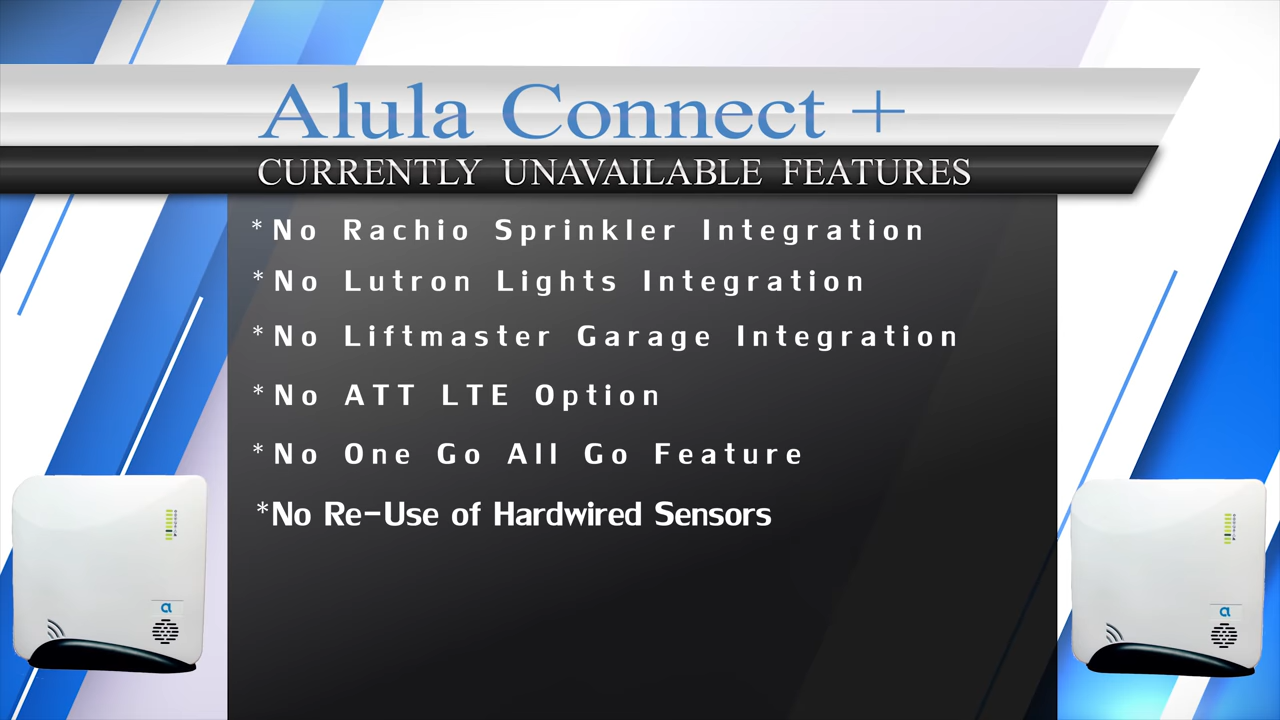 Alula Connect +
CURRENTLY UNAVAILABLE FEATURES
*No Rachio Sprinkler Integration
*No Lutron Lights Integration
*No Liftmaster Garage Integration
*No ATT LTE Option
*No One Go All Go Feature
*No Re-Use of Hardwired Sensors